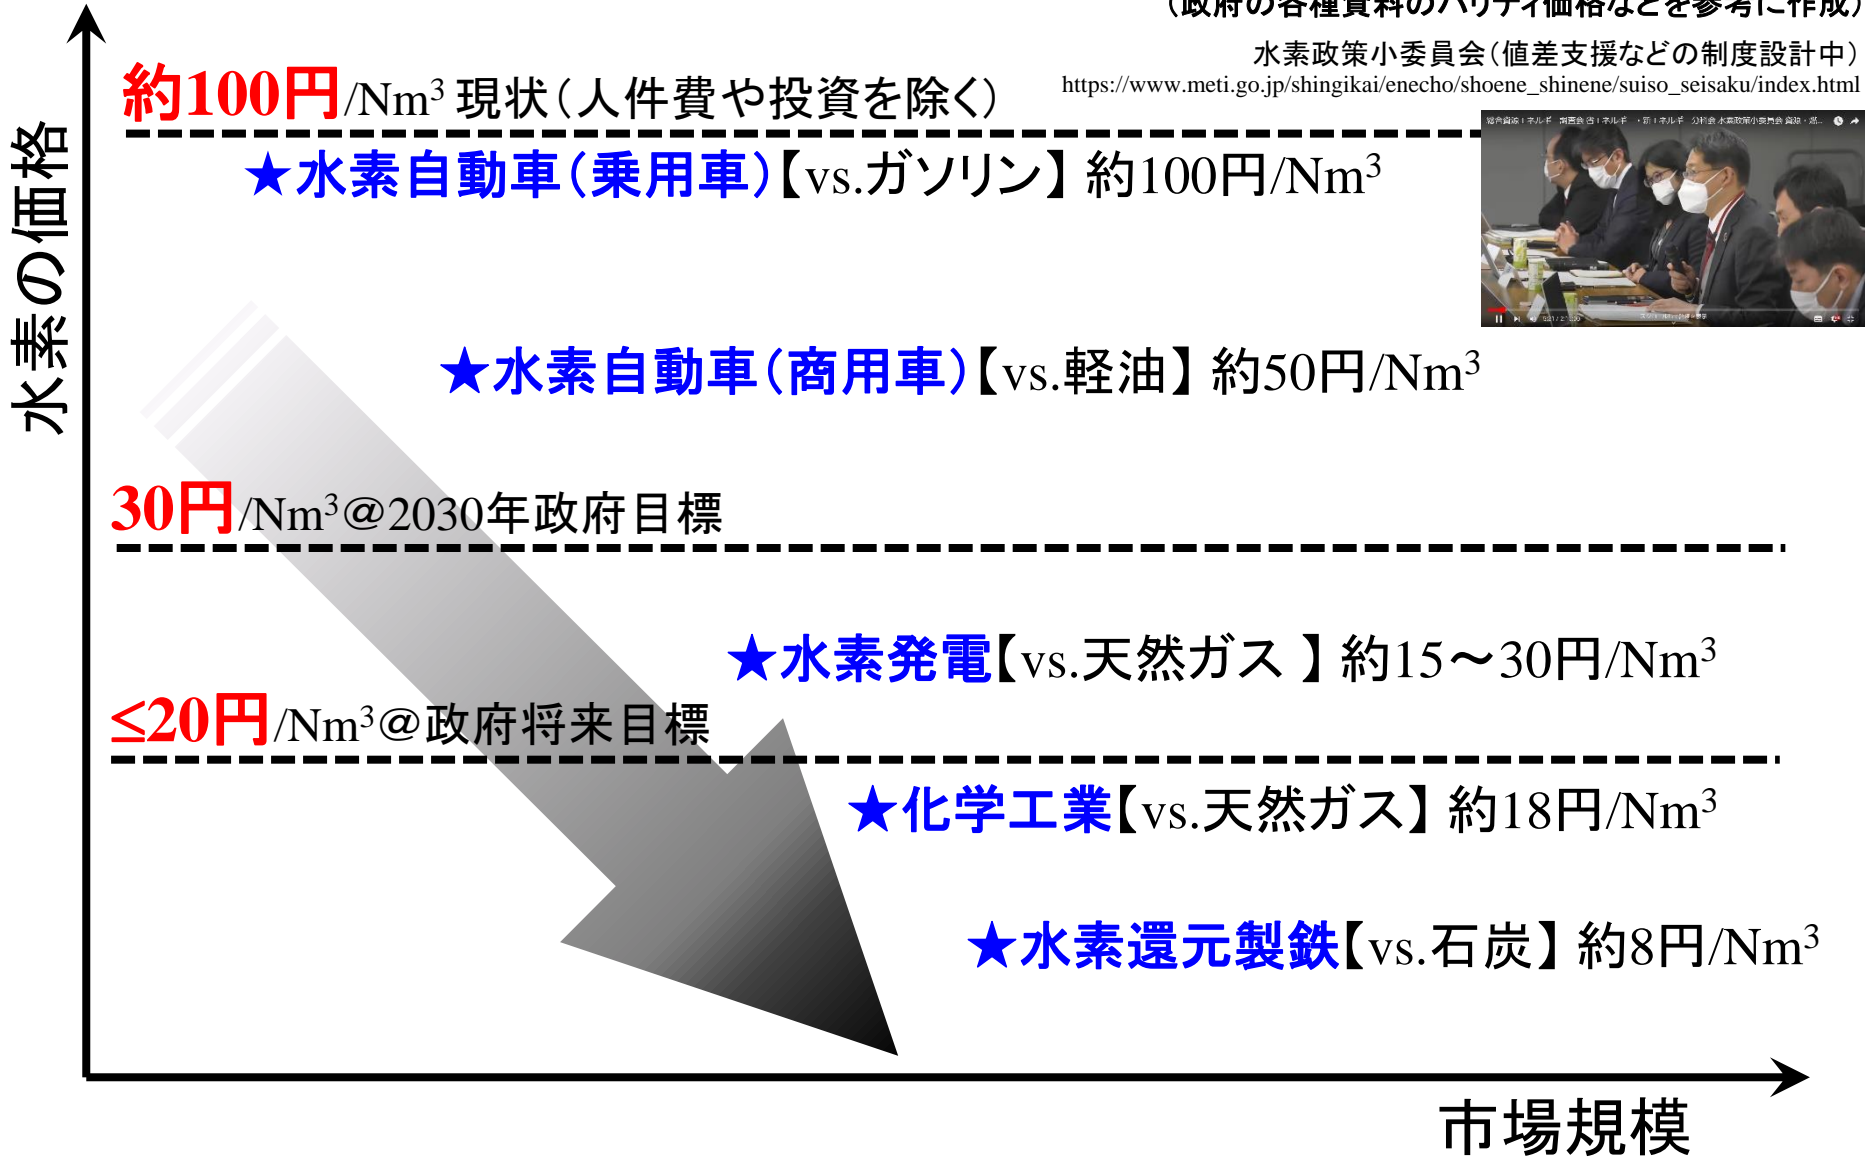 (政府の各種資料のパリティ価格などを参考に作成)
水素政策小委員会(値差支援などの制度設計中)
https://www.meti.go.jp/shingikai/enecho/shoene_shinene/suiso_seisaku/index.html
水素の価格
約100円/Nm³ 現状(人件費や投資を除く)
★水素自動車(乗用車)【vs.ガソリン】約100円/Nm³
★水素自動車(商用車)【vs.軽油】約50円/Nm³
30円/Nm³@2030年政府目標
★水素発電【vs.天然ガス 】約15~30円/Nm³
≤20円/Nm³@政府将来目標
★化学工業【vs.天然ガス】約18円/Nm³
★水素還元製鉄【vs.石炭】約8円/Nm³
市場規模